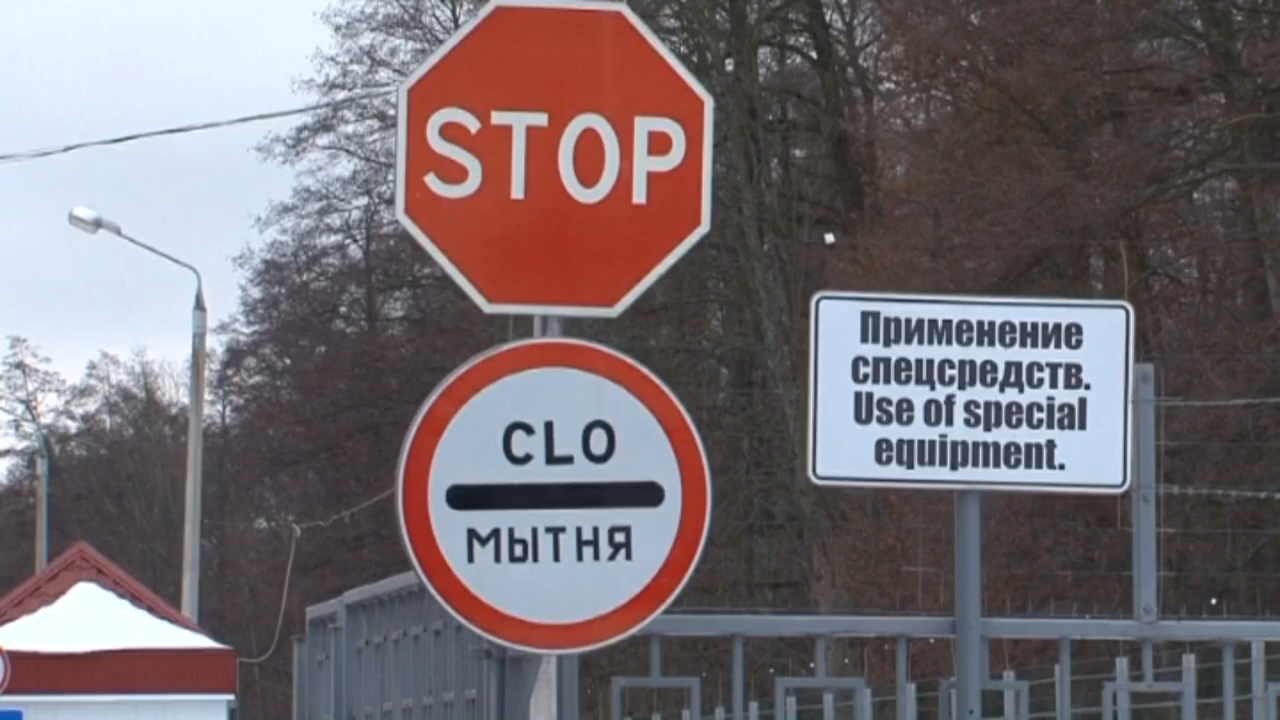 STOP
CLO
МЫТНЯ
Применение
спецсредств.
Use of special
equipment.